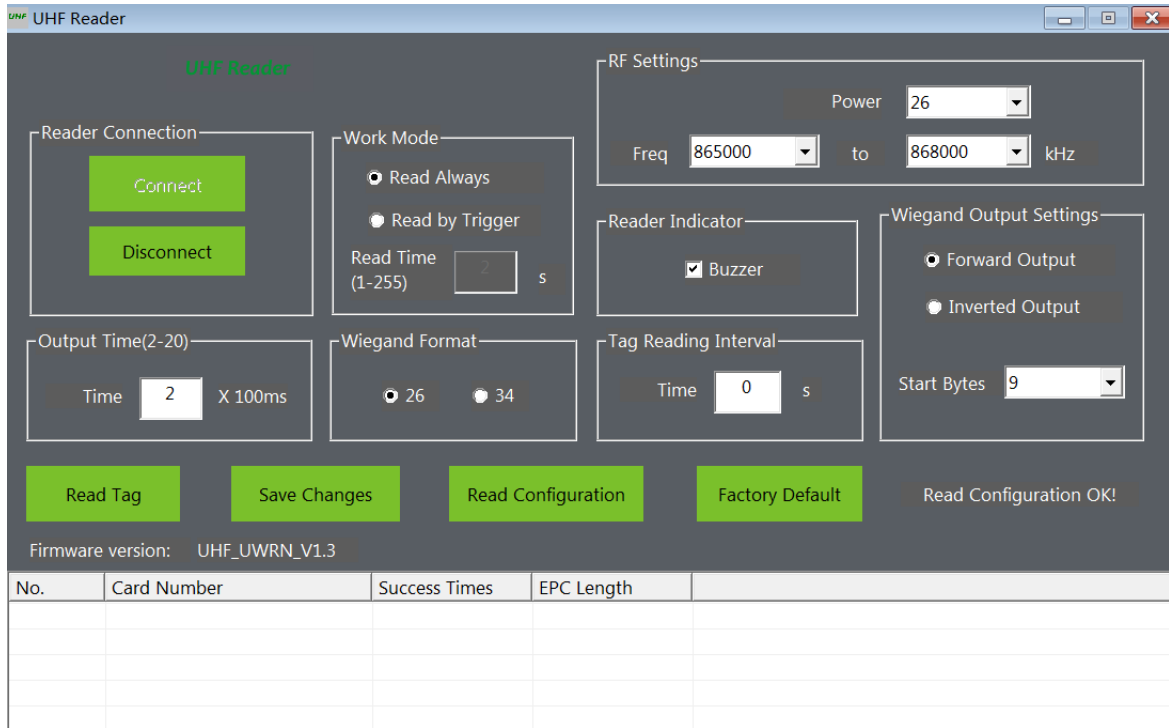 UHF UHF Reader
UHF Reader
RF Settings
Power 26
Freq 865000 to 868000 kHz
Reader Connection
Connect
Disconnect
Work Mode
Read Always
Read by Trigger
Read Time
(1-255) 2 s
Reader Indicator
Buzzer
Wiegand Output Settings
Forward Output
Inverted Output
Start Bytes 9
Output Time(2-20)
Time 2 X 100ms
Wiegand Format
26 34
Tag Reading Interval
Time 0 s
Read Tag Save Changes Read Configuration Factory Default Read Configuration OK!
Firmware version: UHF_UWRN_V1.3
No. Card Number Success Times EPC Length